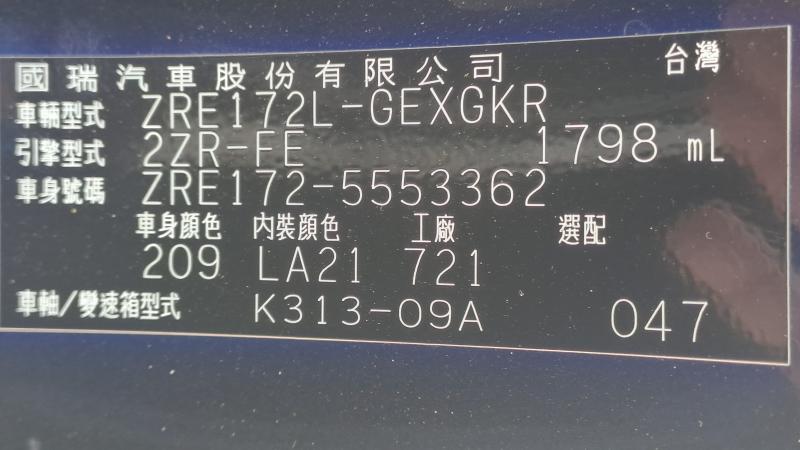 國瑞汽車股份有限公司 台灣
車輛型式 ZRE172L-GEXGKR
引擎型式 2ZR-FE 1798 mL
車身號碼 ZRE172-5553362
車身顏色 內裝顏色 工廠 選配
209 LA21 721
車軸/變速箱型式 K313-09A 047